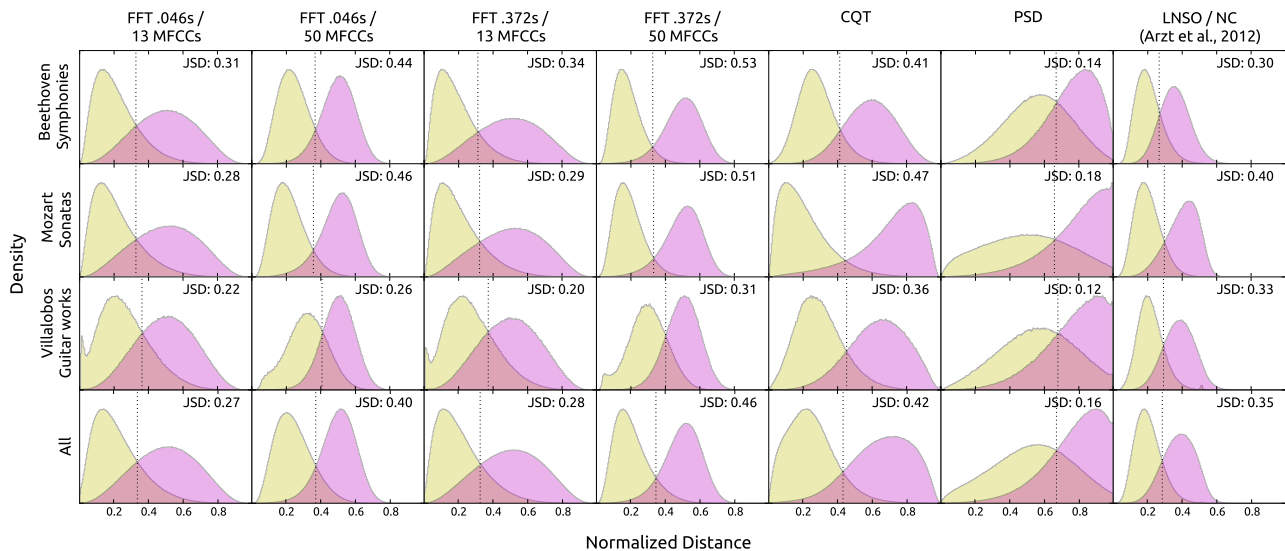 FFT .046s /
13 MFCCs
FFT .046s /
50 MFCCs
FFT .372s /
13 MFCCs
FFT .372s /
50 MFCCs
CQT
PSD
LNSO / NC
(Arzt et al., 2012)
Density
Beethoven
Symphonies
JSD: 0.31
JSD: 0.44
JSD: 0.34
JSD: 0.53
JSD: 0.41
JSD: 0.14
JSD: 0.30
Mozart
Sonatas
JSD: 0.28
JSD: 0.46
JSD: 0.29
JSD: 0.51
JSD: 0.47
JSD: 0.18
JSD: 0.40
Villalobos
Guitar works
JSD: 0.22
JSD: 0.26
JSD: 0.20
JSD: 0.31
JSD: 0.36
JSD: 0.12
JSD: 0.33
All
JSD: 0.27
JSD: 0.40
JSD: 0.28
JSD: 0.46
JSD: 0.42
JSD: 0.16
JSD: 0.35
0.2 0.4 0.6 0.8
0.2 0.4 0.6 0.8
0.2 0.4 0.6 0.8
0.2 0.4 0.6 0.8
0.2 0.4 0.6 0.8
0.2 0.4 0.6 0.8
0.2 0.4 0.6 0.8
Normalized Distance